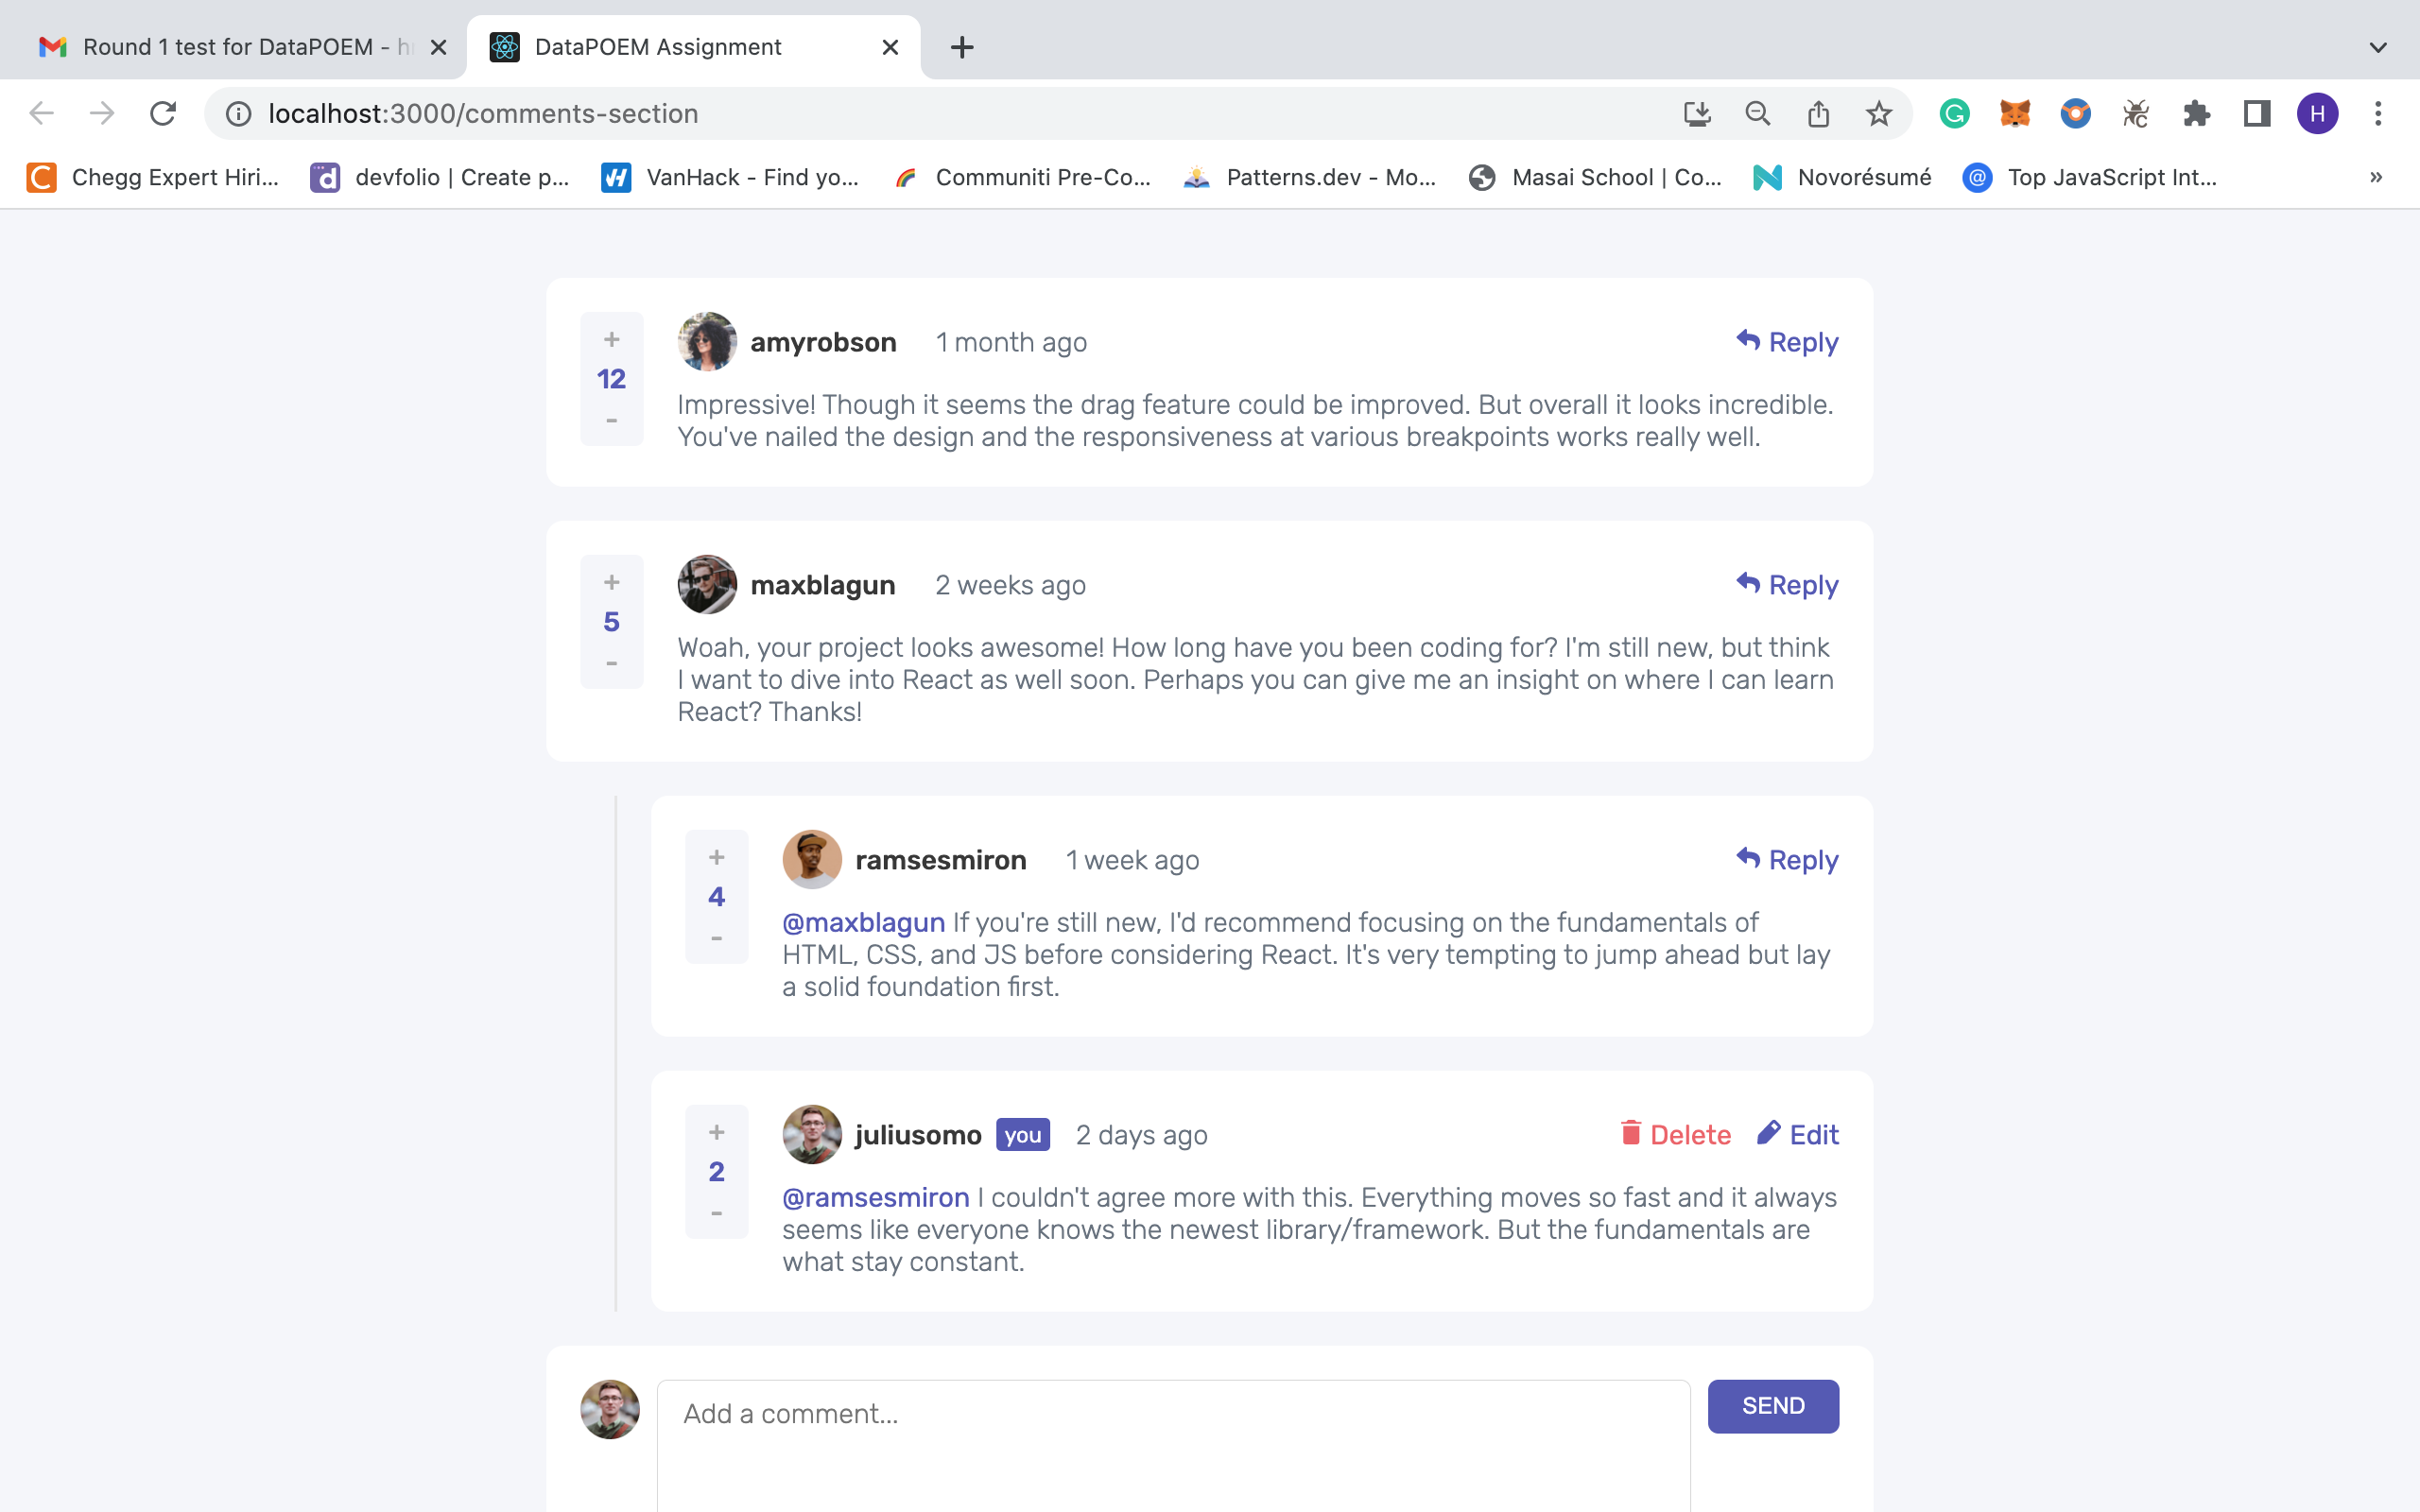 Round 1 test for DataPOEM - h
DataPOEM Assignment
localhost:3000/comments-section
H
Chegg Expert Hiri...
devfolio | Create p...
VanHack - Find yo...
Communiti Pre-Co...
Patterns.dev - Mo...
Masai School | Co...
Novorésumé
Top JavaScript Int...
»
+
12
-
amyrobson 1 month ago
Reply
Impressive! Though it seems the drag feature could be improved. But overall it looks incredible.
You've nailed the design and the responsiveness at various breakpoints works really well.
+
5
-
maxblagun 2 weeks ago
Reply
Woah, your project looks awesome! How long have you been coding for? I'm still new, but think
I want to dive into React as well soon. Perhaps you can give me an insight on where I can learn
React? Thanks!
+
4
-
ramsesmiron 1 week ago
Reply
@maxblagun If you're still new, I'd recommend focusing on the fundamentals of
HTML, CSS, and JS before considering React. It's very tempting to jump ahead but lay
a solid foundation first.
+
2
-
juliusomo you 2 days ago
Delete Edit
@ramsesmiron I couldn't agree more with this. Everything moves so fast and it always
seems like everyone knows the newest library/framework. But the fundamentals are
what stay constant.
Add a comment...
SEND